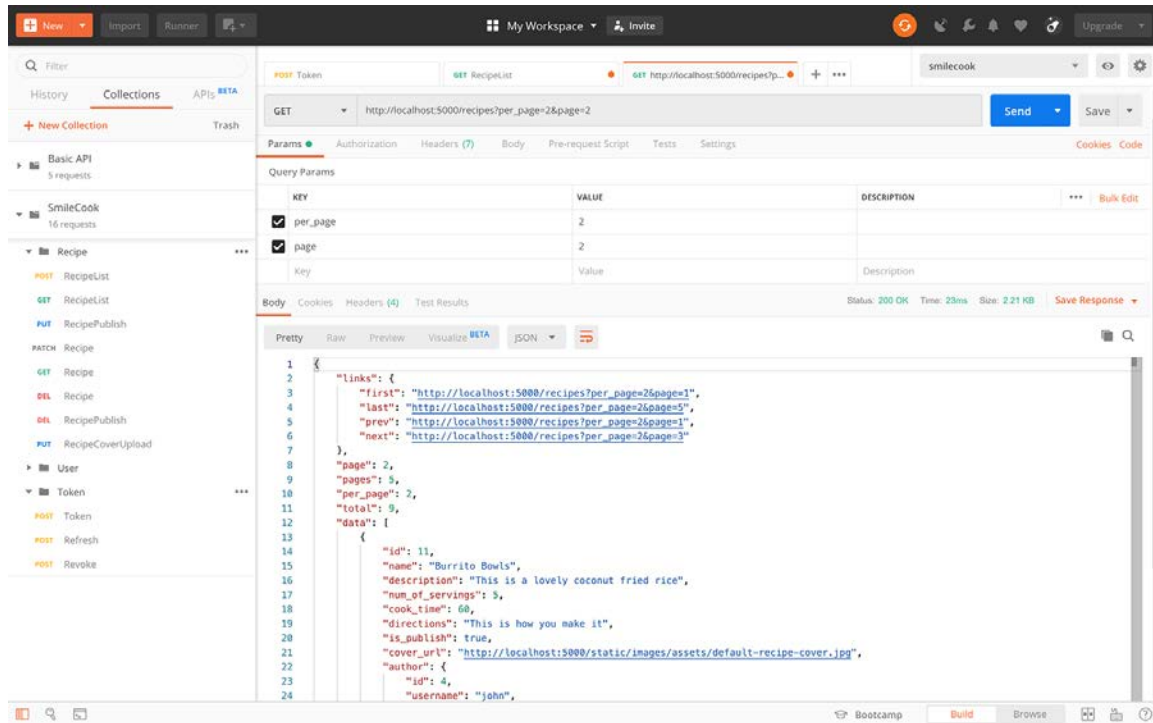 New Import Runner My Workspace Invite Upgrade
Filter
History Collections APIs BETA
+ New Collection Trash
Basic API
5 requests
SmileCook
16 requests
Recipe
POST RecipeList
GET RecipeList
PUT RecipePublish
PATCH Recipe
GET Recipe
DEL Recipe
DEL RecipePublish
PUT RecipeCoverUpload
User
Token
POST Token
POST Refresh
POST Revoke
POST Token GET RecipeList GET http://localhost:5000/recipes?p... + ••• smilecook
GET http://localhost:5000/recipes?per_page=2&page=2 Send Save
Params Authorization Headers (7) Body Pre-request Script Tests Settings Cookies Code
Query Params
KEY VALUE DESCRIPTION ••• Bulk Edit
per_page 2
page 2
Key Value Description
Body Cookies Headers (4) Test Results Status: 200 OK Time: 23ms Size: 2.21 KB Save Response
Pretty Raw Preview Visualize BETA JSON
1 {
2 "links": {
3 "first": "http://localhost:5000/recipes?per_page=2&page=1",
4 "last": "http://localhost:5000/recipes?per_page=2&page=5",
5 "prev": "http://localhost:5000/recipes?per_page=2&page=1",
6 "next": "http://localhost:5000/recipes?per_page=2&page=3"
7 },
8 "page": 2,
9 "pages": 5,
10 "per_page": 2,
11 "total": 9,
12 "data": [
13 {
14 "id": 11,
15 "name": "Burrito Bowls",
16 "description": "This is a lovely coconut fried rice",
17 "num_of_servings": 5,
18 "cook_time": 60,
19 "directions": "This is how you make it",
20 "is_publish": true,
21 "cover_url": "http://localhost:5000/static/images/assets/default-recipe-cover.jpg",
22 "author": {
23 "id": 4,
24 "username": "john",
Bootcamp Build Browse